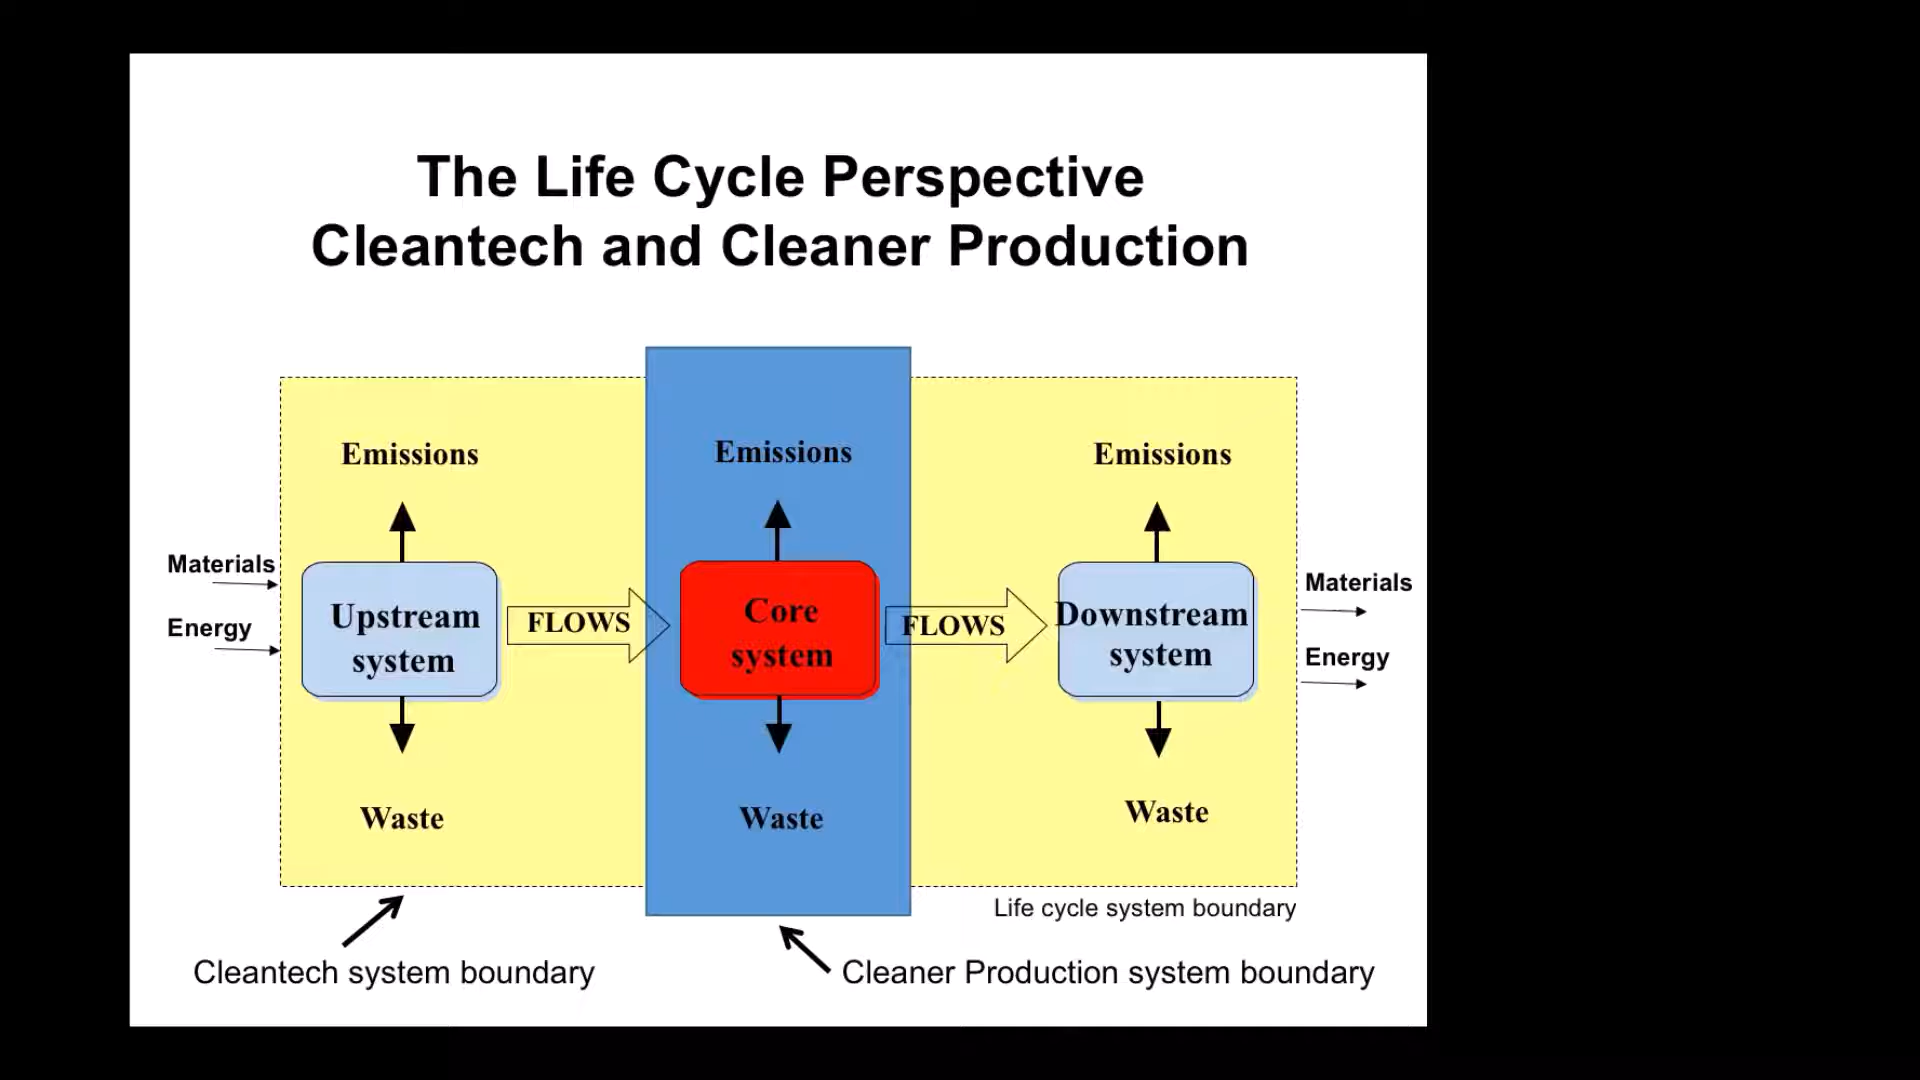 The Life Cycle Perspective
Cleantech and Cleaner Production
Emissions
Emissions
Emissions
Materials
Energy
Upstream
system
FLOWS
Core
system
FLOWS
Downstream
system
Materials
Energy
Waste
Waste
Waste
Life cycle system boundary
Cleantech system boundary
Cleaner Production system boundary